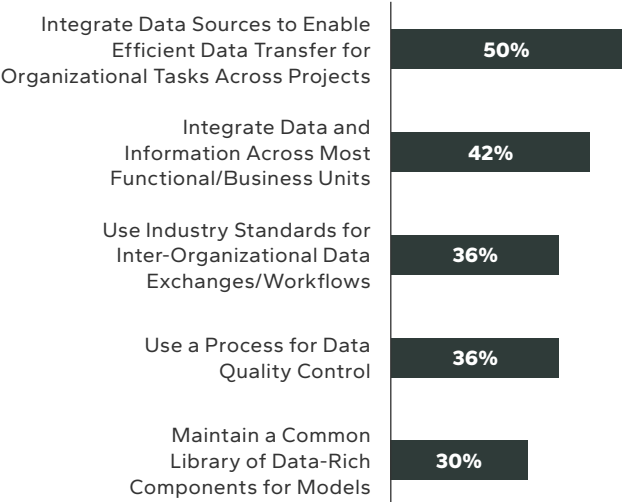 Integrate Data Sources to Enable
Efficient Data Transfer for
Organizational Tasks Across Projects
50%
Integrate Data and
Information Across Most
Functional/Business Units
42%
Use Industry Standards for
Inter-Organizational Data
Exchanges/Workflows
36%
Use a Process for Data
Quality Control
36%
Maintain a Common
Library of Data-Rich
Components for Models
30%